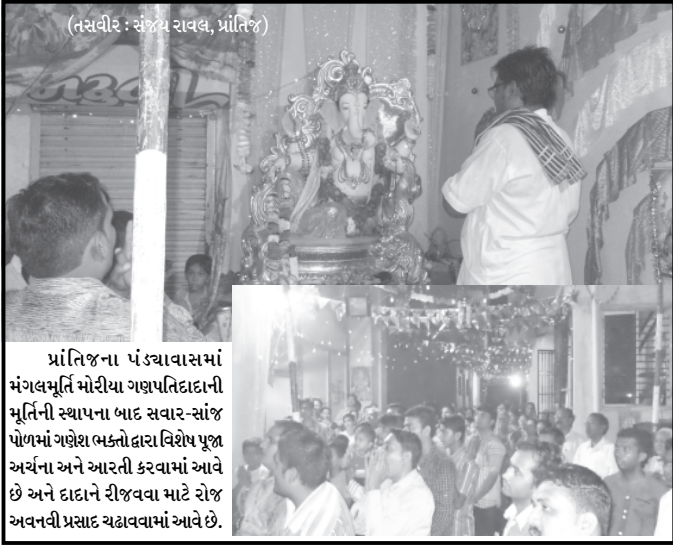 (તસવીર : સંજય રાવલ, પ્રાંતિજ)
પ્રાંતિજના પંડ્યાવાસમાં
મંગલમૂર્તિ મોરીયા ગણપતિદાદાની
મૂર્તિની સ્થાપના બાદ સવાર-સાંજ
પોળમાં ગણેશ ભક્તો દ્વારા વિશેષ પૂજા
અર્ચના અને આરતી કરવામાં આવે
છે અને દાદાને રીજવવા માટે રોજ
અવનવી પ્રસાદ ચઢાવવામાં આવે છે.